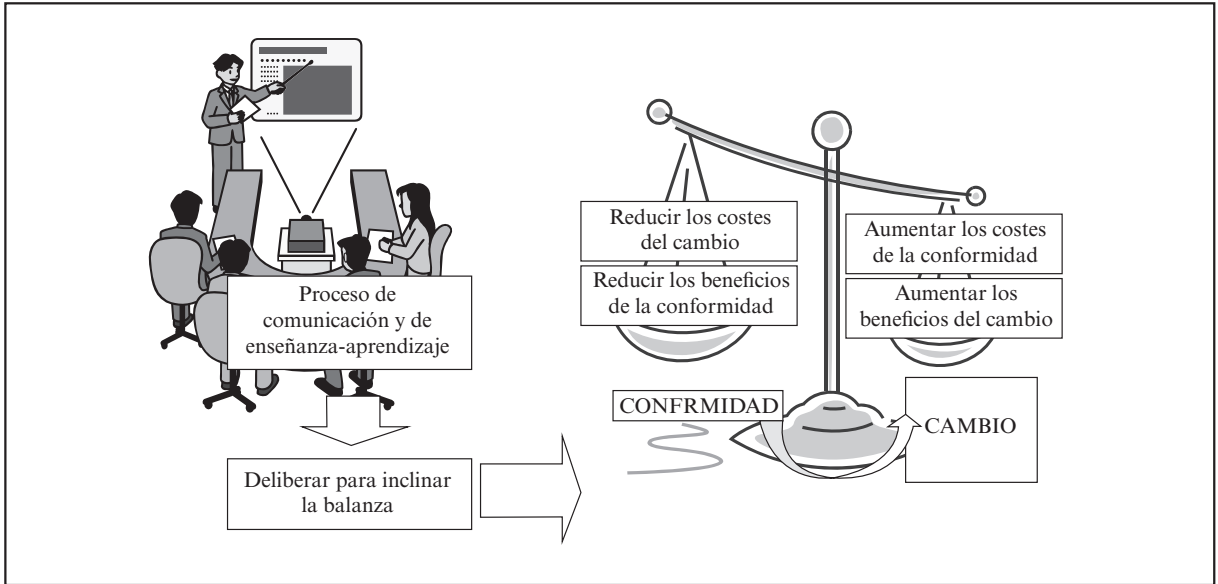 Proceso de
comunicación y de
enseñanza-aprendizaje
Deliberar para inclinar
la balanza
Reducir los costes
del cambio
Reducir los beneficios
de la conformidad
Aumentar los costes
de la conformidad
Aumentar los
beneficios del cambio
CONFRMIDAD
CAMBIO